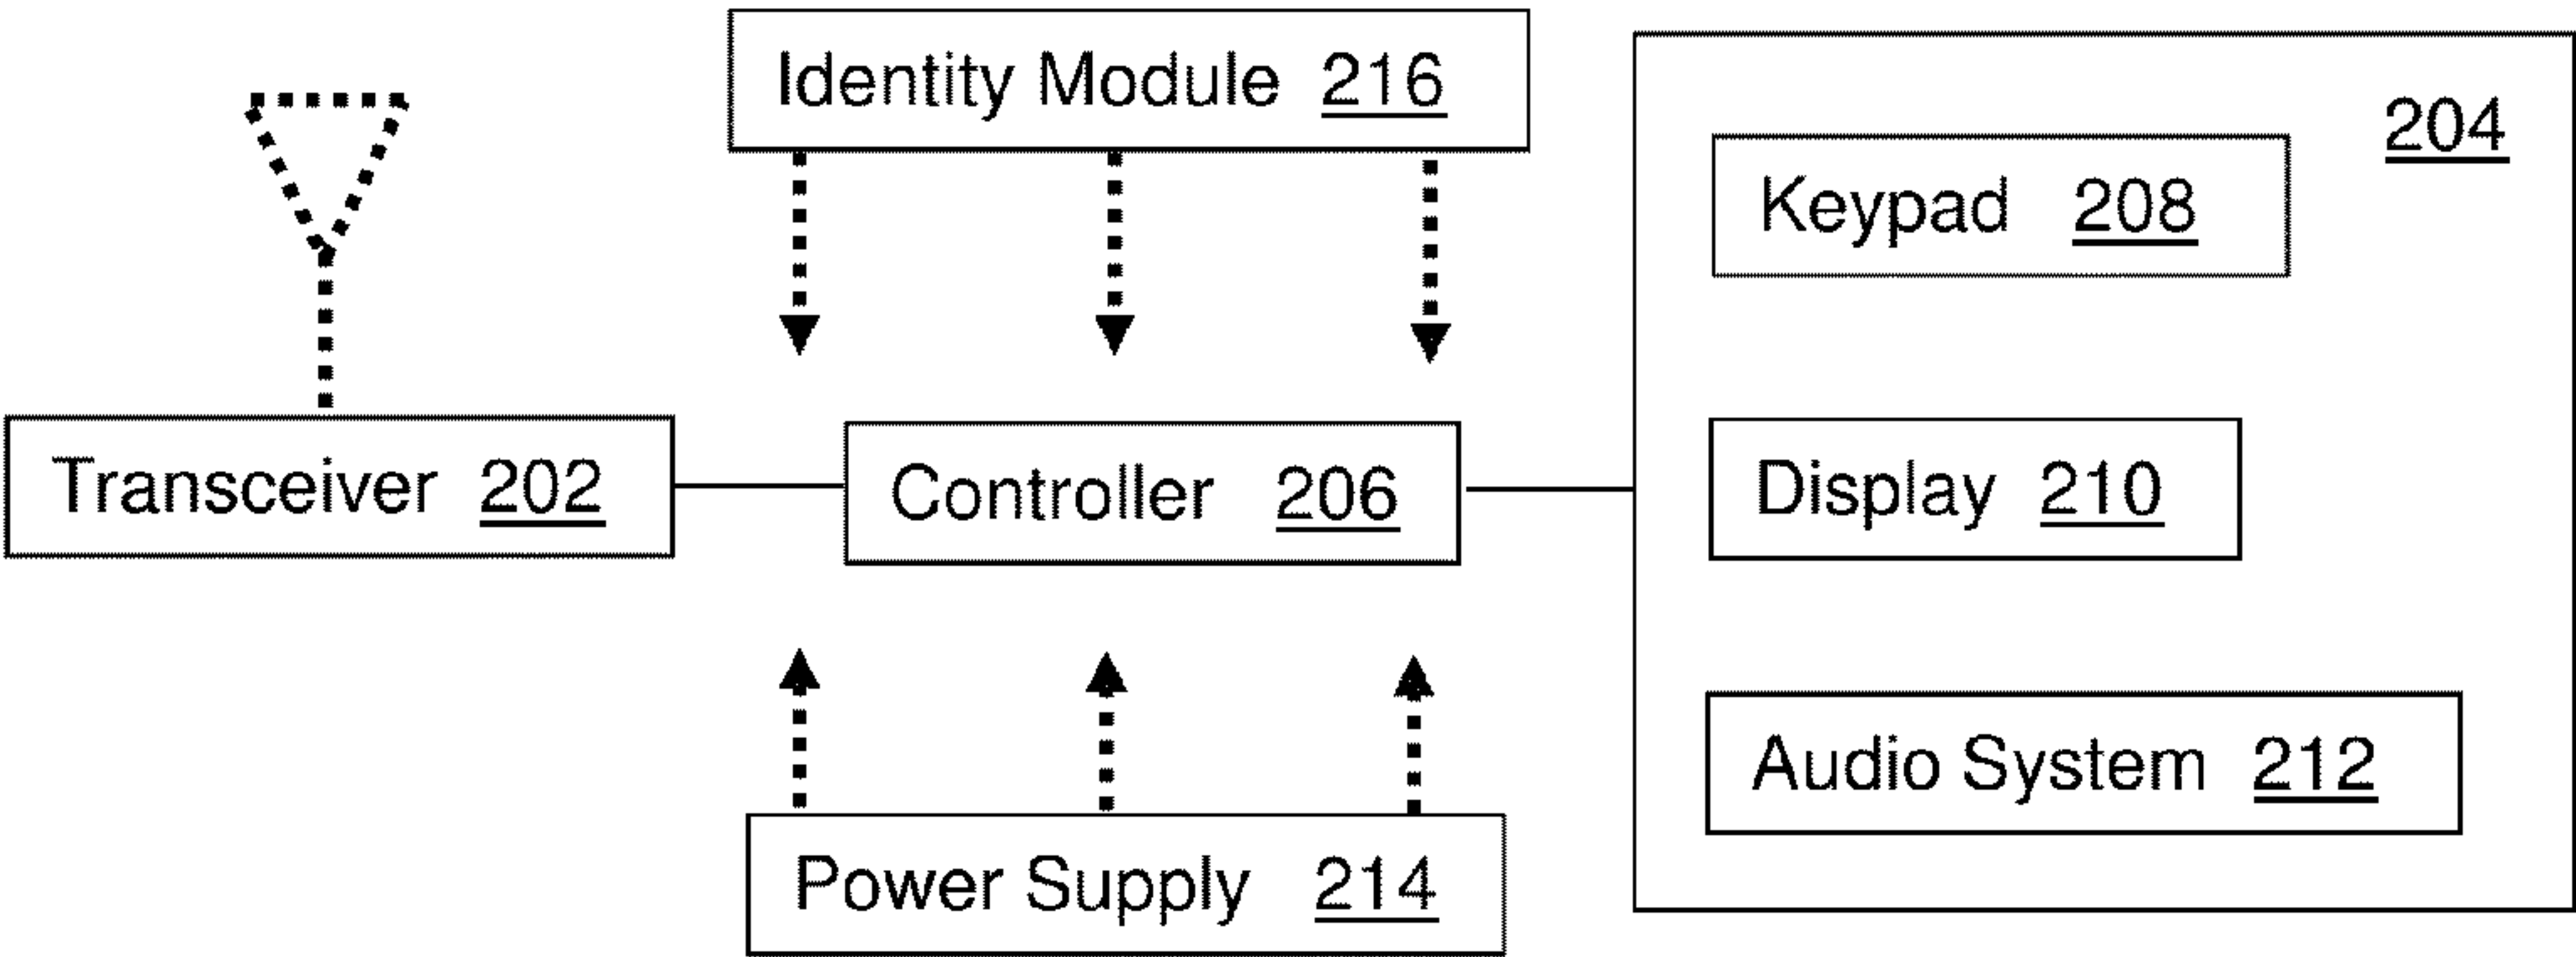 Identity Module 216
204
Keypad 208
Transceiver 202
Controller 206
Display 210
Audio System 212
Power Supply 214